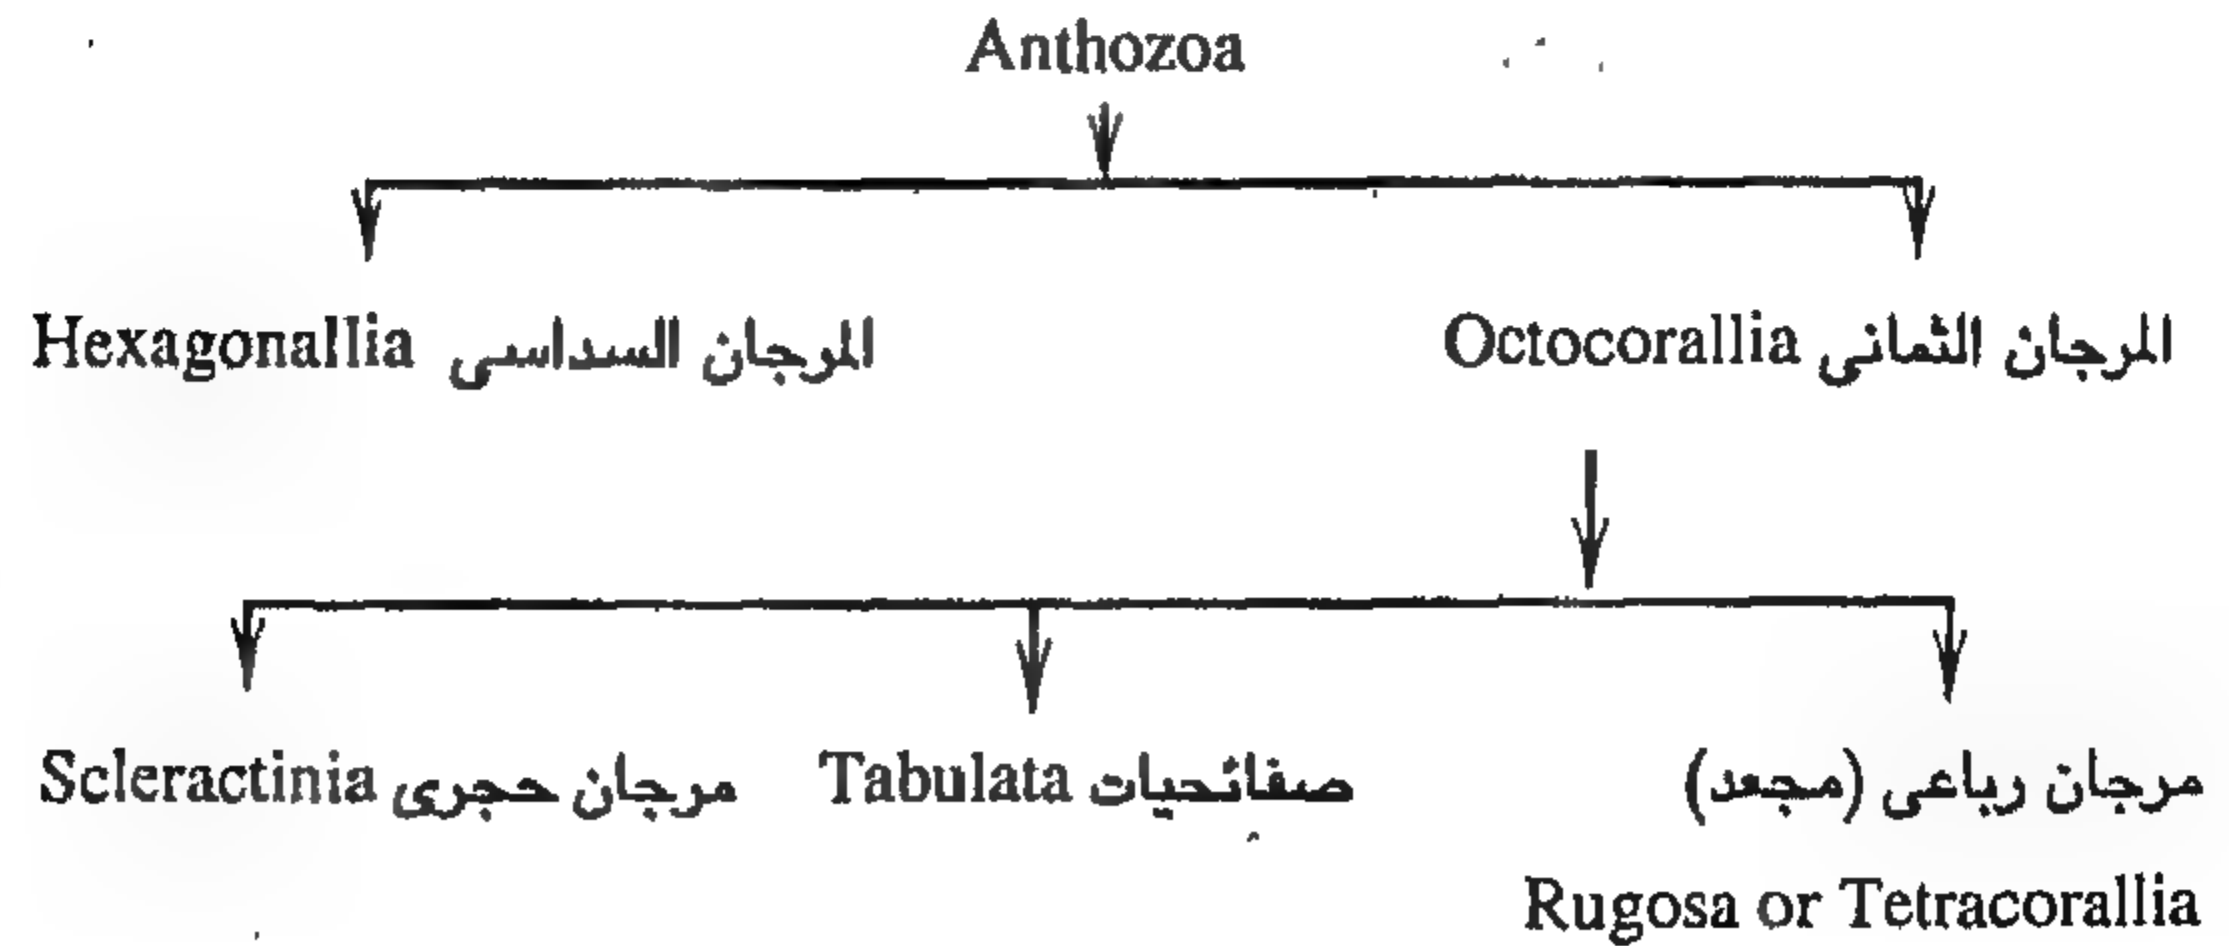 Anthozoa
Hexagonallia المرجان السداسى
Octocorallia المرجان الثمانى
Scleractinia مرجان حجرى
Tabulata صفائحيات
مرجان رباعى (مجعد)
Rugosa or Tetracorallia